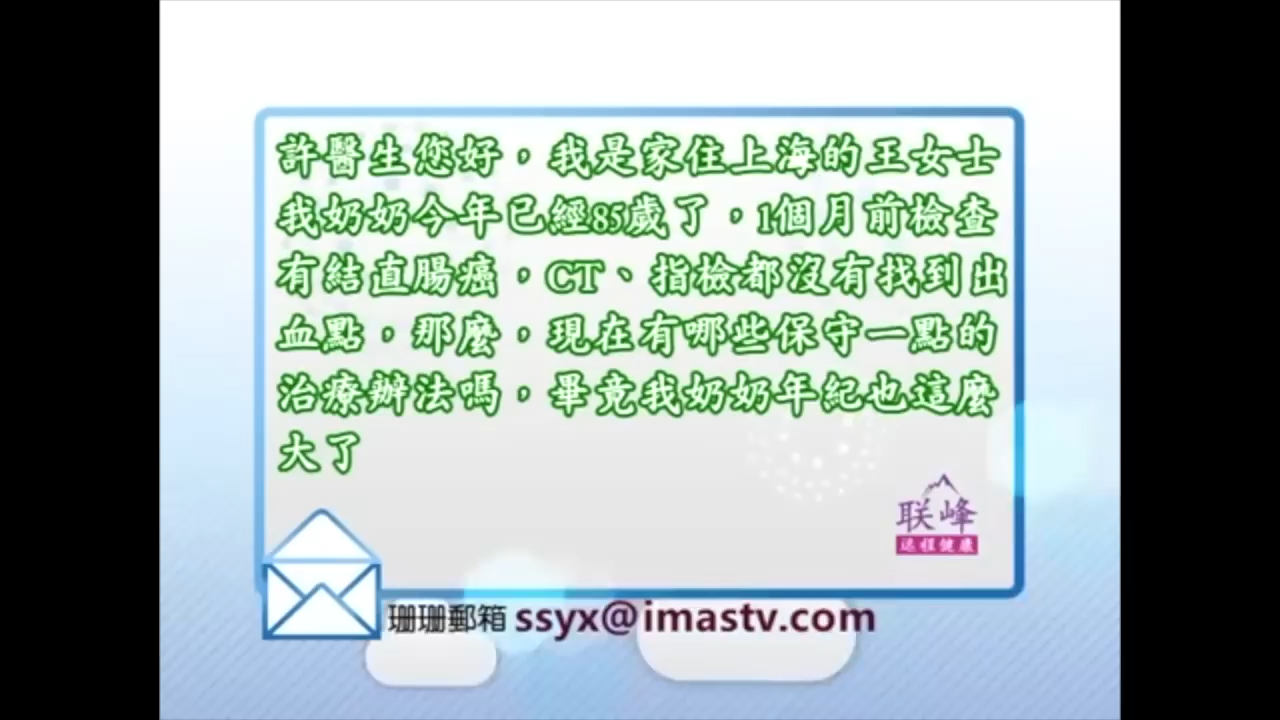 許醫生您好，我是家住上海的王女士
我奶奶今年已經85歲了，1個月前檢查
有結直腸癌，CT、指檢都沒有找到出
血點，那麼，現在有哪些保守一點的
治療辦法嗎，畢竟我奶奶年紀也這麼
大了
联峰
远程健康
珊珊郵箱 ssyx@imastv.com